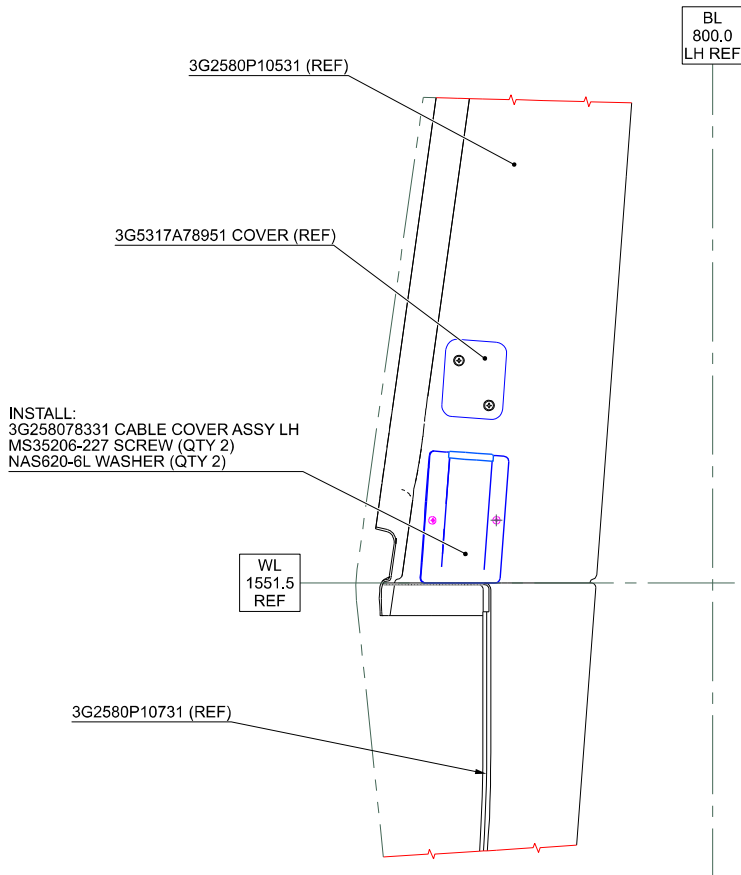 BL
800.0
LH REF
3G2580P10531 (REF)
3G5317A78951 COVER (REF)
INSTALL:
3G258078331 CABLE COVER ASSY LH
MS35206-227 SCREW (QTY 2)
NAS620-6L WASHER (QTY 2)
WL
1551.5
REF
3G2580P10731 (REF)